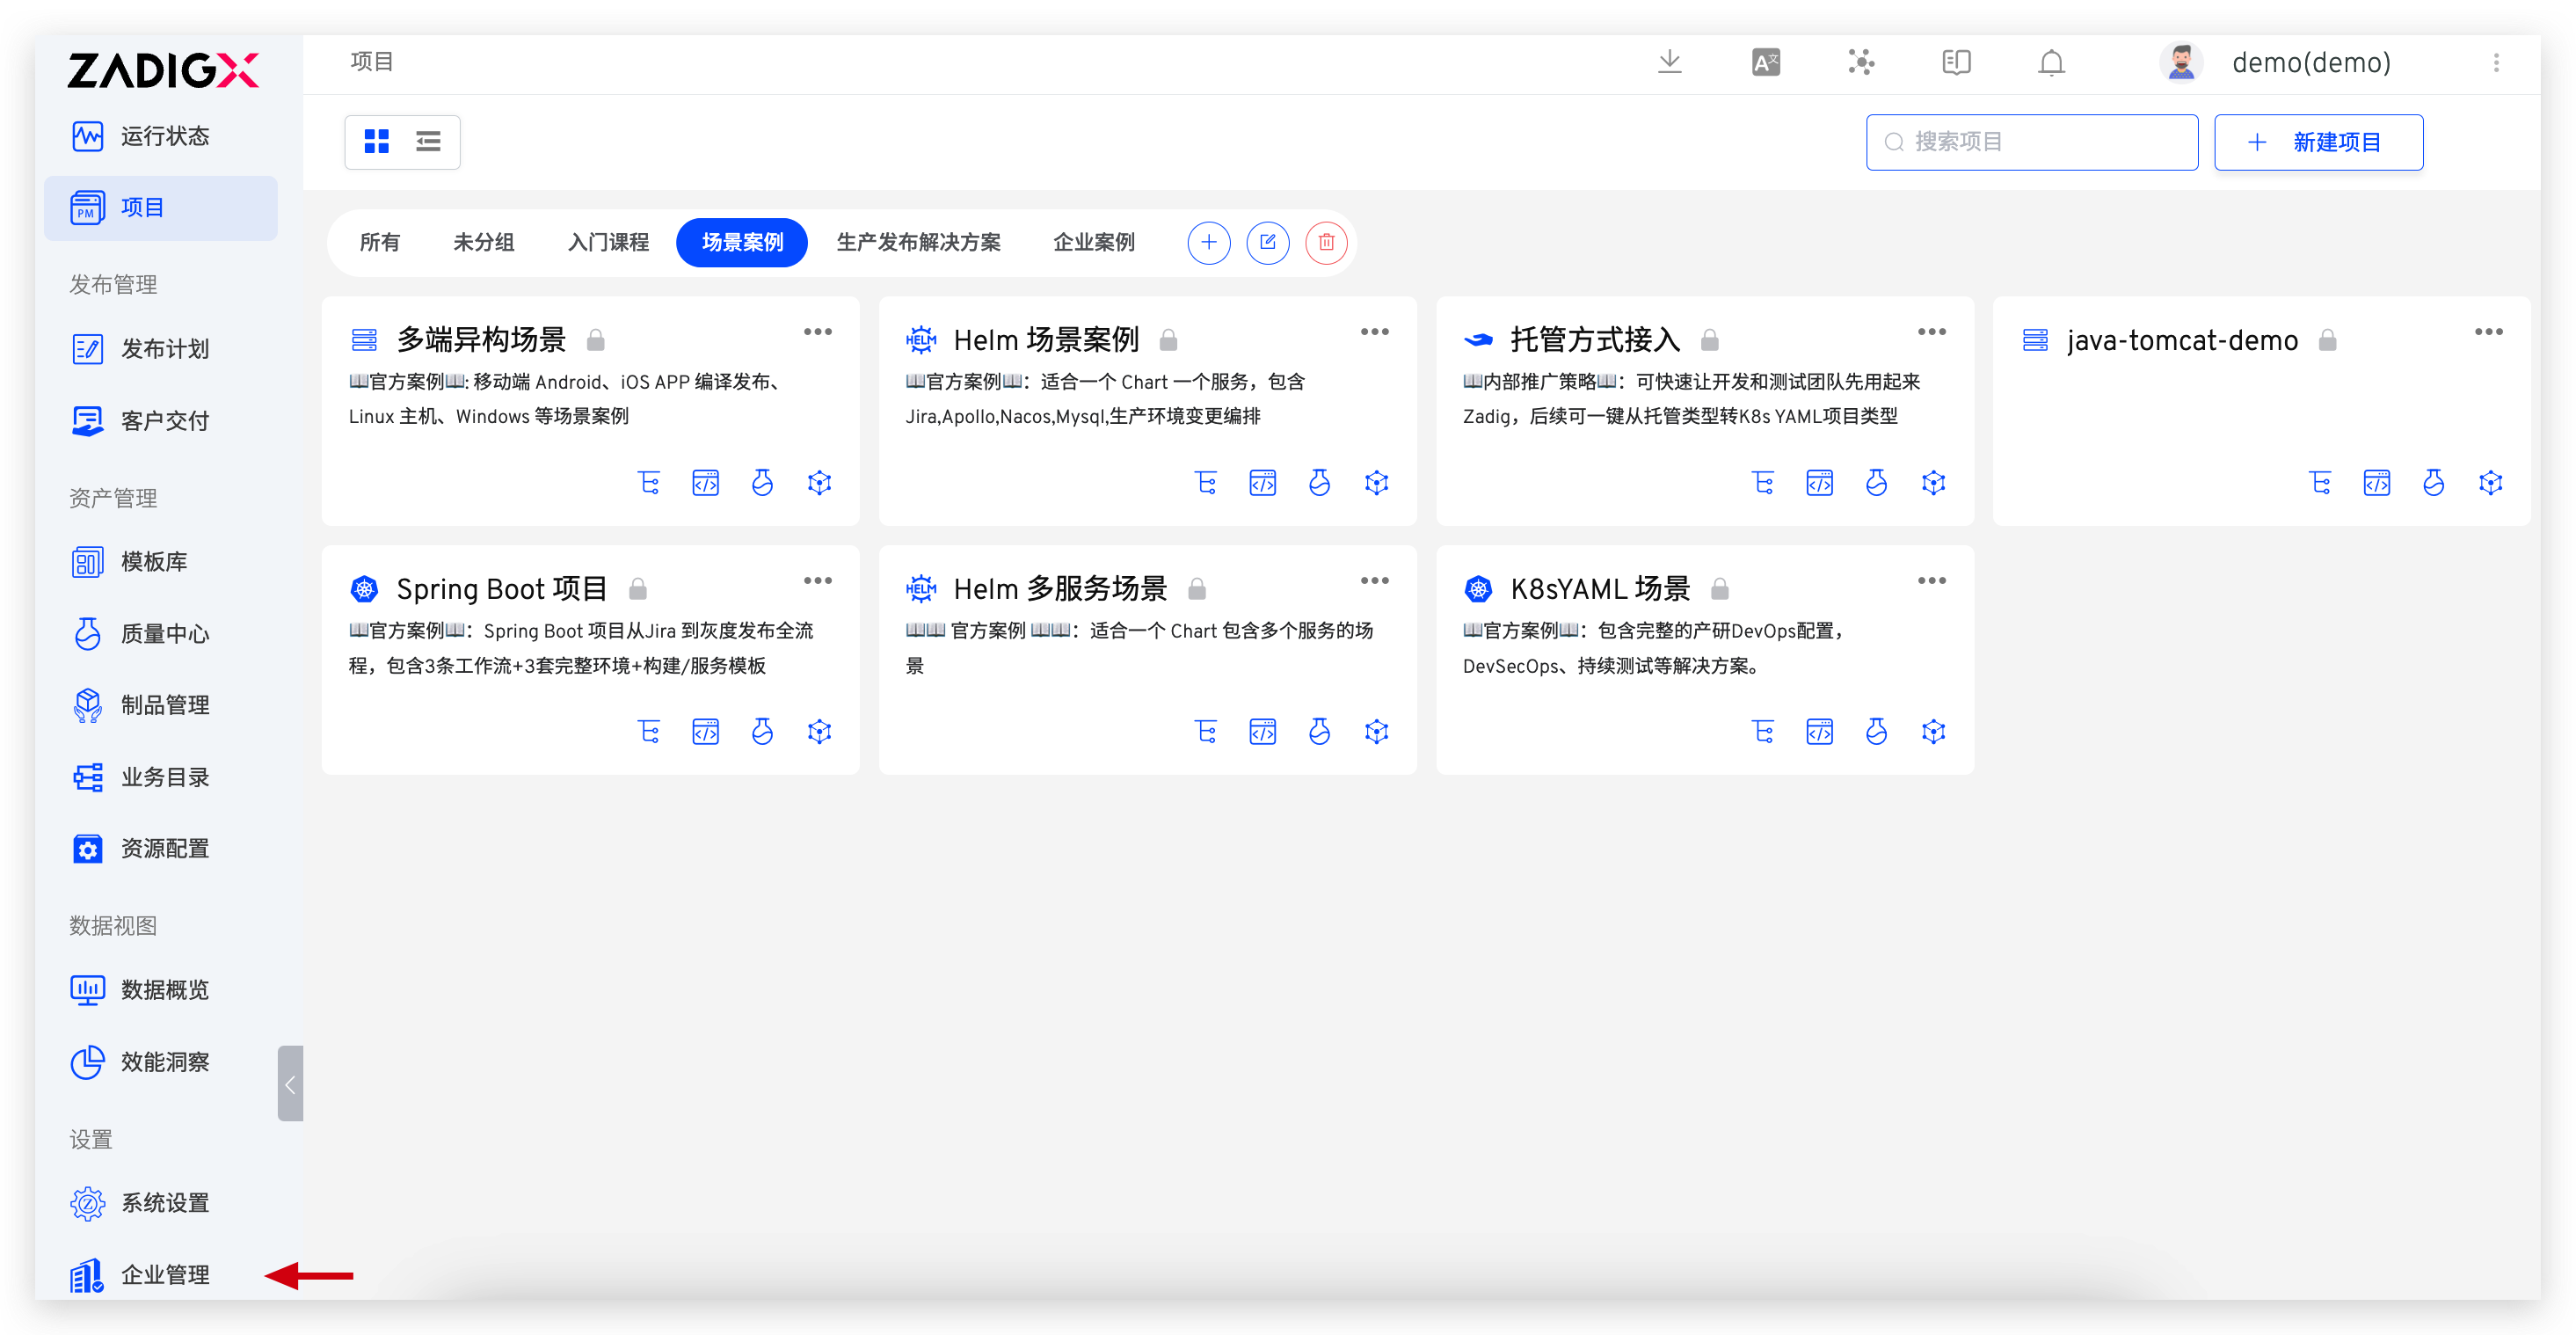 ZADIGX
运行状态
PM 项目
发布管理
发布计划
客户交付
资产管理
模板库
质量中心
制品管理
业务目录
资源配置
数据视图
数据概览
效能洞察
设置
系统设置
企业管理
项目
demo(demo)
搜索项目
新建项目
所有 未分组 入门课程 场景案例 生产发布解决方案 企业案例
多端异构场景
📖官方案例📖: 移动端 Android、iOS APP 编译发布、
Linux 主机、Windows 等场景案例
HELM Helm 场景案例
📖官方案例📖：适合一个 Chart 一个服务，包含
Jira,Apollo,Nacos,Mysql,生产环境变更编排
托管方式接入
📖内部推广策略📖：可快速让开发和测试团队先用起来
Zadig，后续可一键从托管类型转K8s YAML项目类型
java-tomcat-demo
Spring Boot 项目
📖官方案例📖：Spring Boot 项目从Jira 到灰度发布全流
程，包含3条工作流+3套完整环境+构建/服务模板
HELM Helm 多服务场景
📖📖 官方案例 📖📖：适合一个 Chart 包含多个服务的场
景
K8sYAML 场景
📖官方案例📖：包含完整的产研DevOps配置，
DevSecOps、持续测试等解决方案。